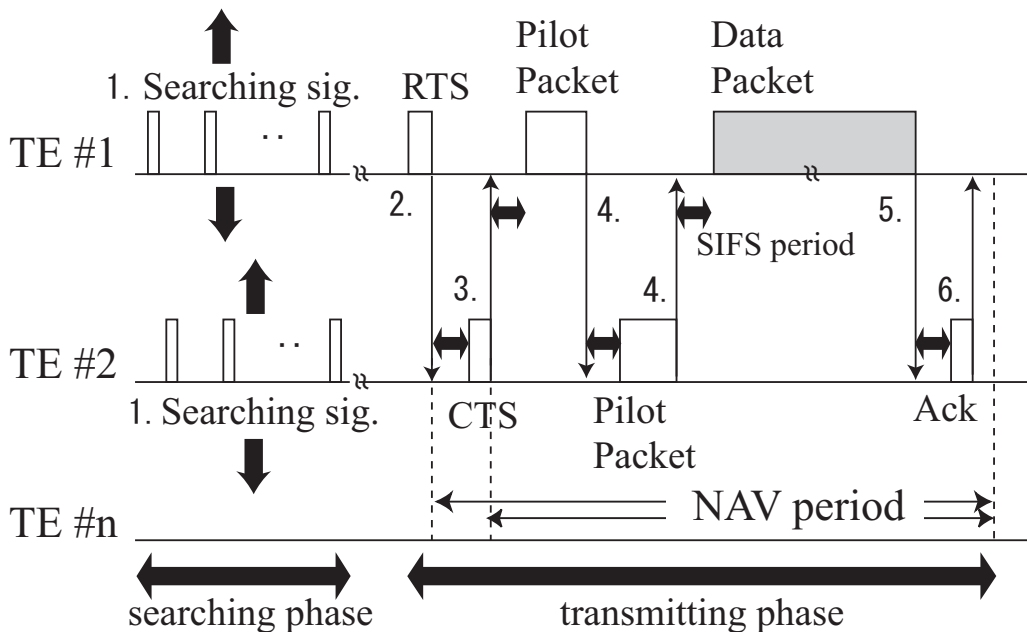 Pilot
Packet
Data
Packet
1. Searching sig.
RTS
TE #1
. .
2.
4.
5.
SIFS period
3.
4.
6.
TE #2
. .
1. Searching sig.
CTS
Pilot
Packet
Ack
NAV period
TE #n
searching phase
transmitting phase